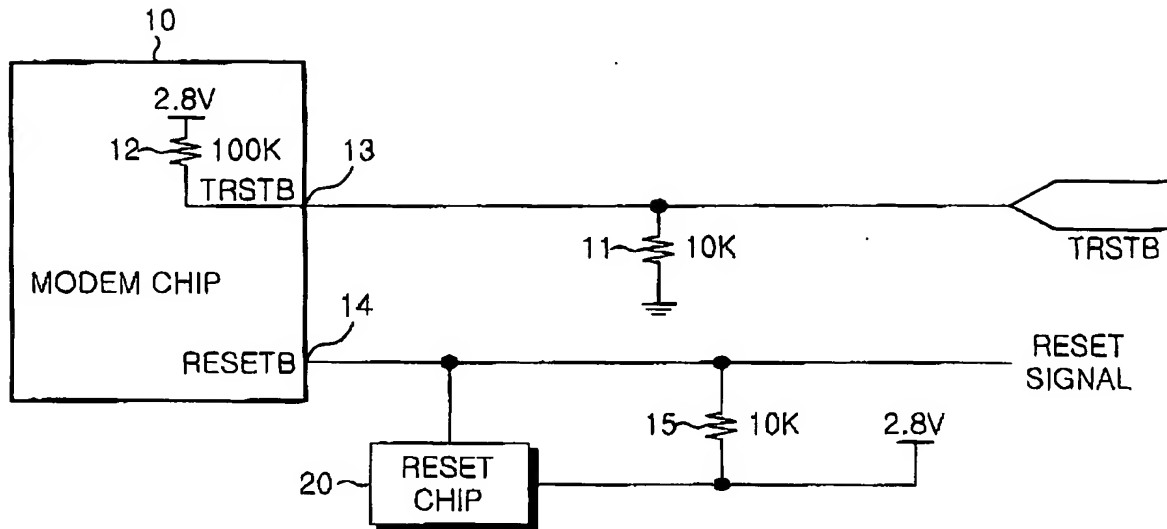 10
2.8V
12 100K 13
TRSTB
11 10K
TRSTB
MODEM CHIP
14
RESETB
RESET
SIGNAL
15 10K 2.8V
20
RESET
CHIP